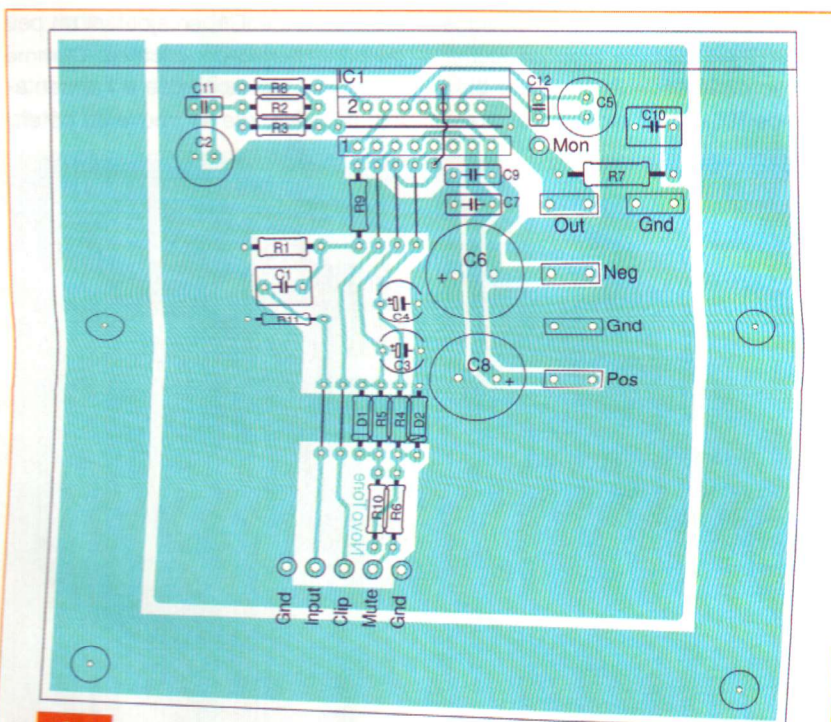 C11
R8
R2
R3
C2
IC1
2
1
C12
C5
C10
Mon
R7
C9
C7
Out
Gnd
R9
R1
C1
R11
C6
+
Neg
C4
+
C3
+
Gnd
C8
+
Pos
D1
R5
R4
D2
NovaTone
R10
R6
Gnd
Input
Clip
Mute
Gnd